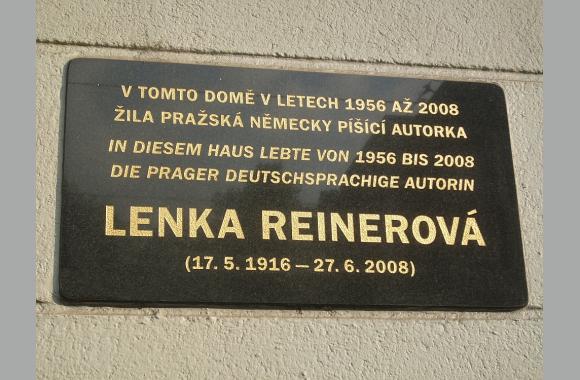 V TOMTO DOMĚ V LETECH 1956 AŽ 2008
ŽILA PRAŽSKÁ NĚMECKY PÍŠÍCÍ AUTORKA
IN DIESEM HAUS LEBTE VON 1956 BIS 2008
DIE PRAGER DEUTSCHSPRACHIGE AUTORIN
LENKA REINEROVÁ
(17. 5. 1916 — 27. 6. 2008)